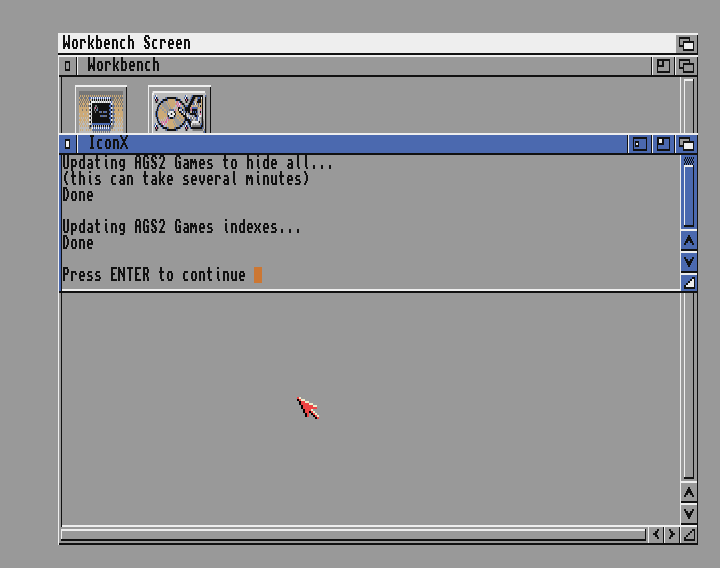 Workbench Screen
Workbench
IconX
Updating AGS2 Games to hide all...
(this can take several minutes)
Done
Updating AGS2 Games indexes...
Done
Press ENTER to continue